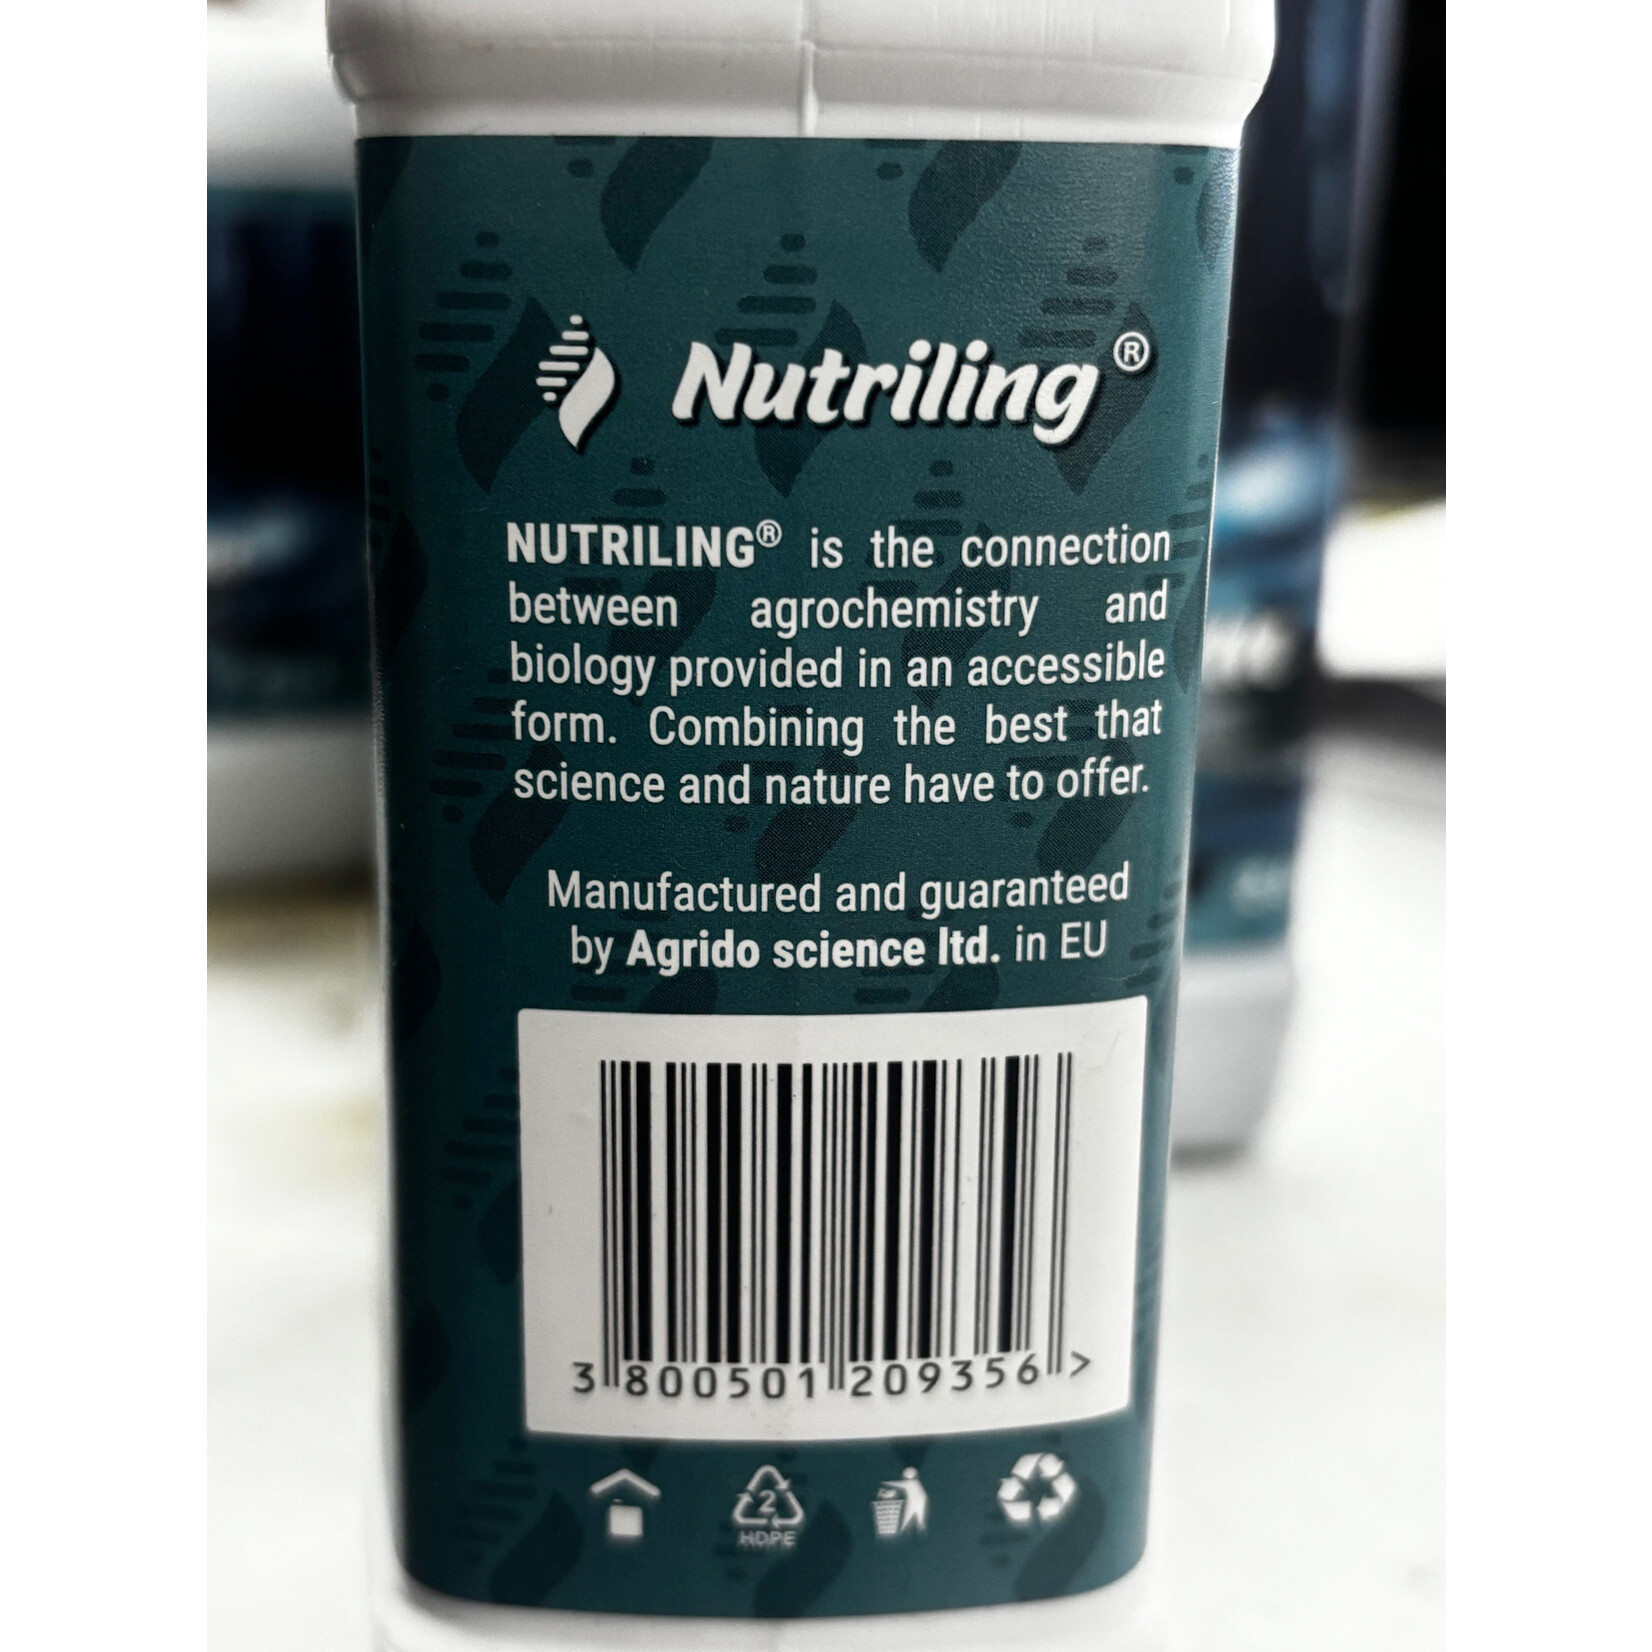 Nutriling®
NUTRILING® is the connection
between agrochemistry and
biology provided in an accessible
form. Combining the best that
science and nature have to offer.
Manufactured and guaranteed
by Agrido science ltd. in EU
3 800501 209356 >
2
HDPE